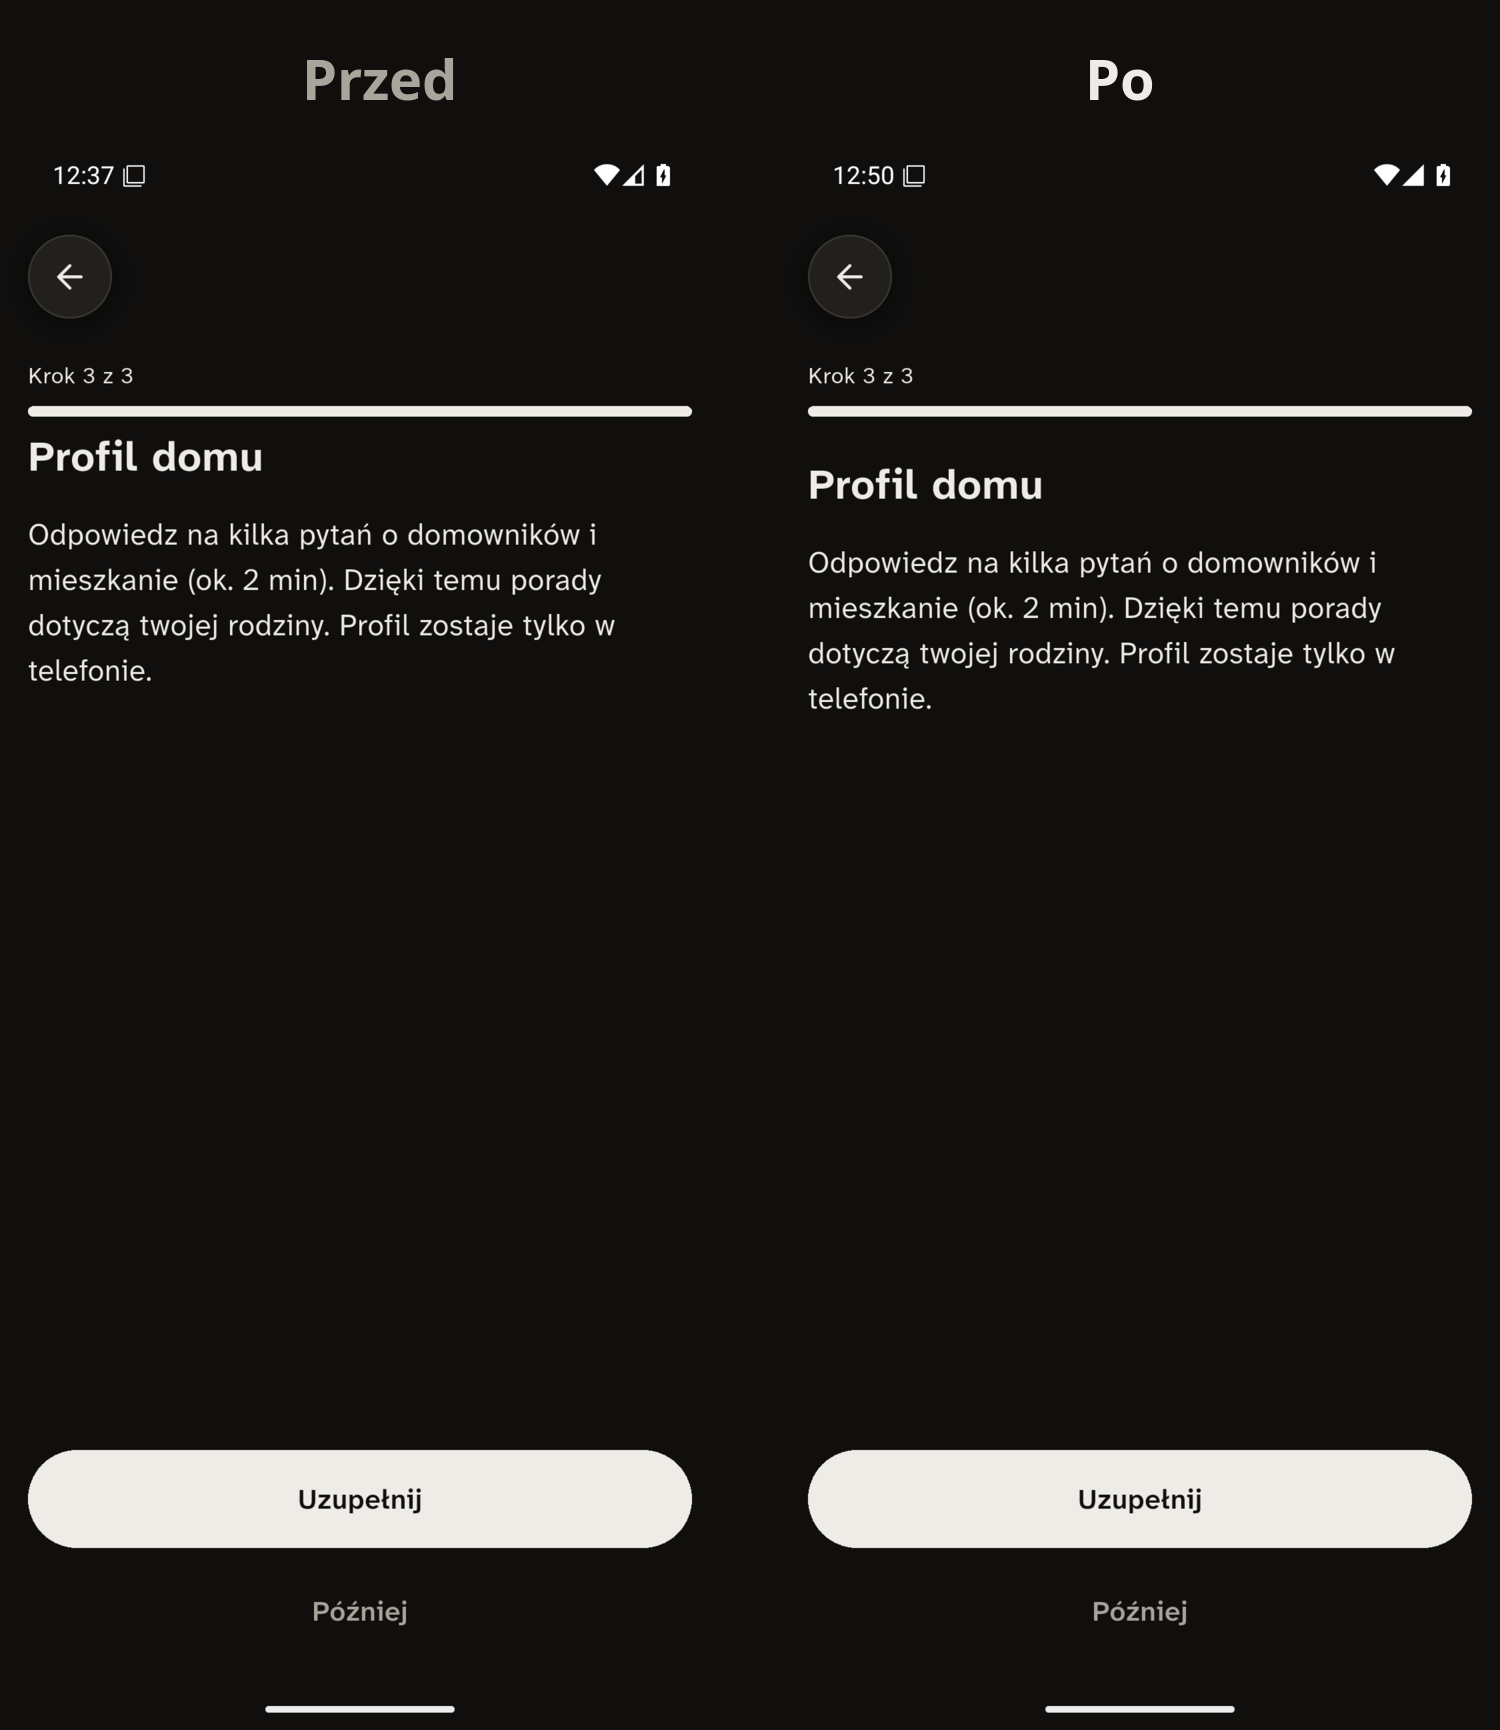 Przed
12:37
Krok 3 z 3
Profil domu
Odpowiedz na kilka pytań o domowników i
mieszkanie (ok. 2 min). Dzięki temu porady
dotyczą twojej rodziny. Profil zostaje tylko w
telefonie.
Uzupełnij
Później
Po
12:50
Krok 3 z 3
Profil domu
Odpowiedz na kilka pytań o domowników i
mieszkanie (ok. 2 min). Dzięki temu porady
dotyczą twojej rodziny. Profil zostaje tylko w
telefonie.
Uzupełnij
Później